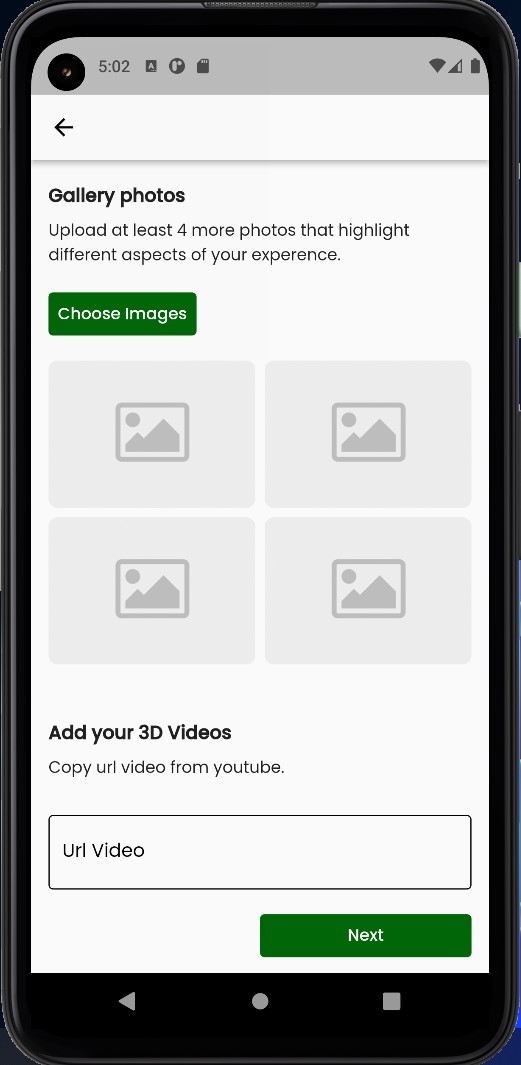 5:02
Gallery photos
Upload at least 4 more photos that highlight
different aspects of your experence.
Choose Images
Add your 3D Videos
Copy url video from youtube.
Url Video
Next